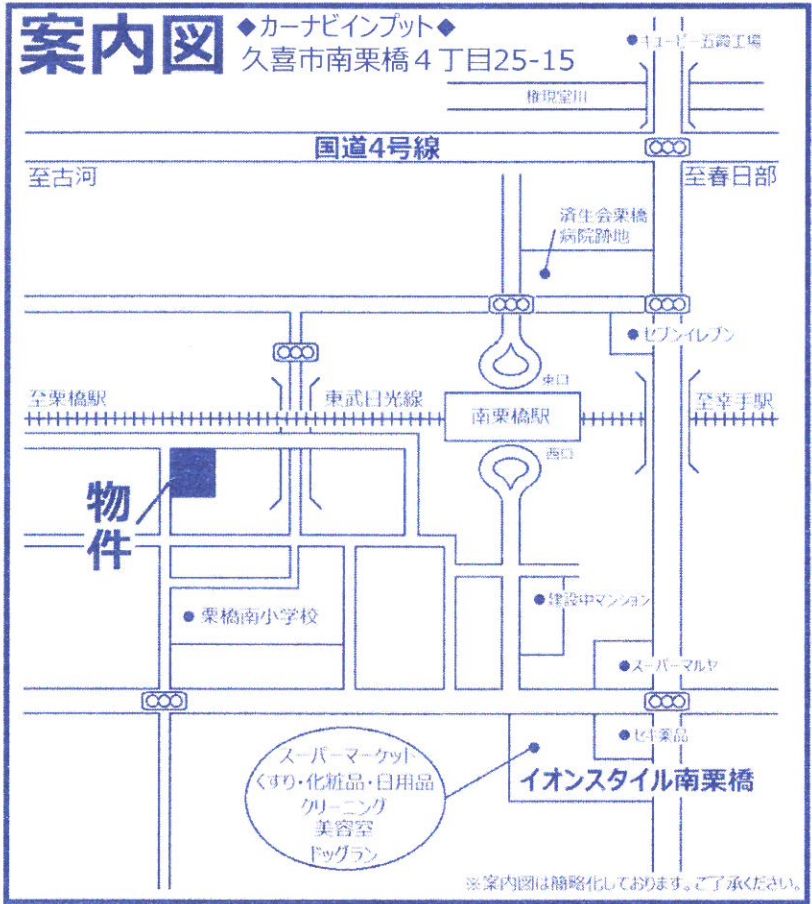 案内図
◆カーナビインプット◆
久喜市南栗橋4丁目25-15
●キューピー五霞工場
権現堂川
国道4号線
至古河
至春日部
済生会栗橋
病院跡地
●セブンイレブン
東口
至栗橋駅
東武日光線
南栗橋駅
至幸手駅
西口
物件
●建設中マンション
●栗橋南小学校
●スーパーマルヤ
●セキ薬品
スーパーマーケット
くすり・化粧品・日用品
クリーニング
美容室
ドッグラン
イオンスタイル南栗橋
※案内図は簡略化しております。ご了承ください。